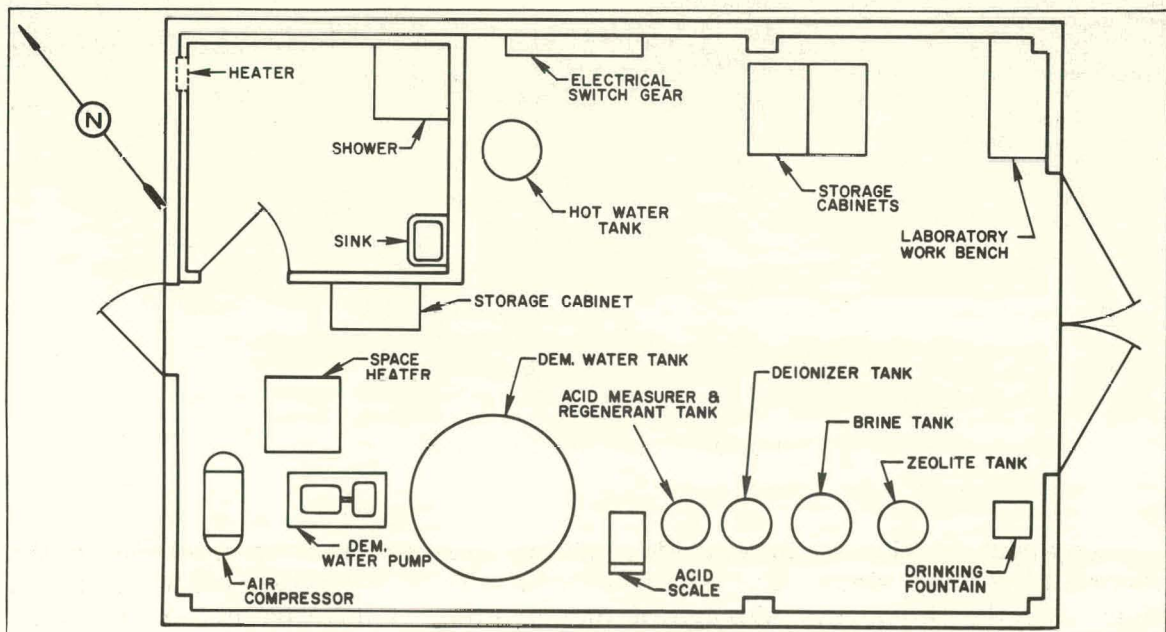 HEATER
N
SHOWER
SINK
ELECTRICAL
SWITCH GEAR
HOT WATER
TANK
STORAGE
CABINETS
LABORATORY
WORK BENCH
STORAGE CABINET
SPACE
HEATER
DEM. WATER TANK
ACID MEASURER &
REGENERANT TANK
DEIONIZER TANK
BRINE TANK
ZEOLITE TANK
AIR
COMPRESSOR
DEM.
WATER PUMP
ACID
SCALE
DRINKING
FOUNTAIN